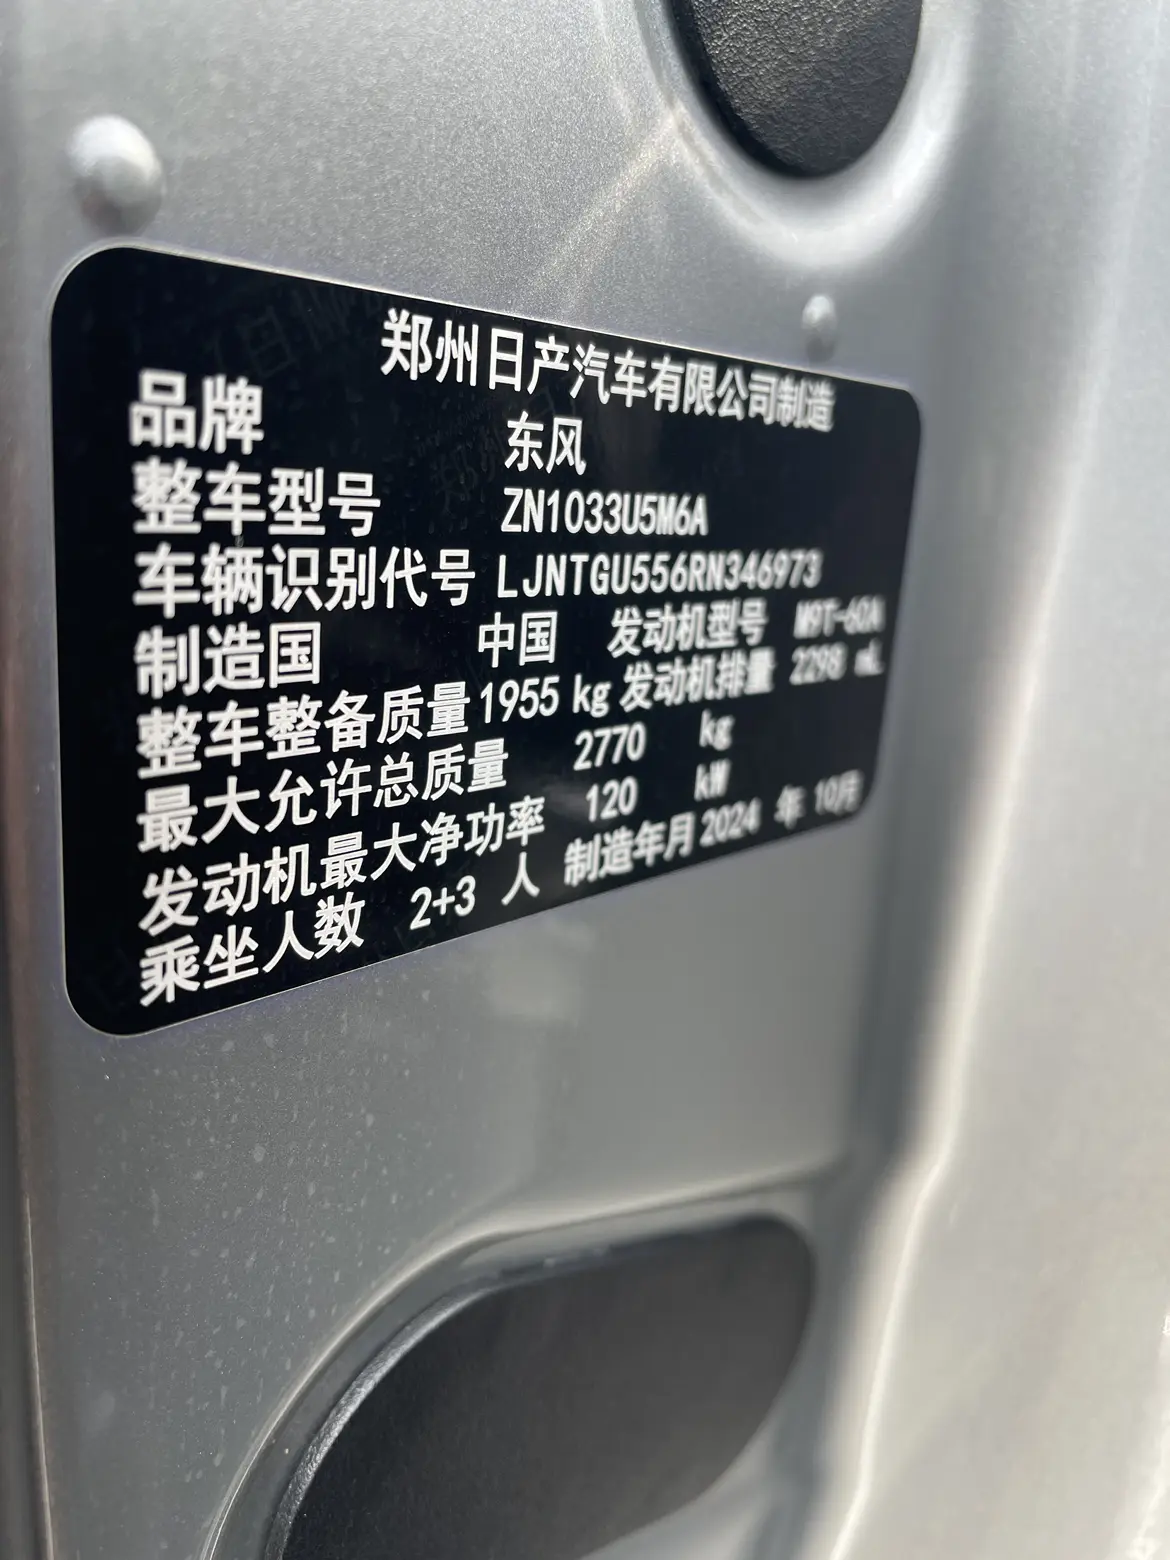 郑州日产汽车有限公司制造
品牌 东风
整车型号 ZN1033U5M6A
车辆识别代号 LJNTGU556RN346973
制造国 中国 发动机型号 M9T-60A
整车整备质量 1955 kg 发动机排量 2298 mL
最大允许总质量 2770 kg
发动机最大净功率 120 kW
乘坐人数 2+3 人 制造年月 2024 年 10月